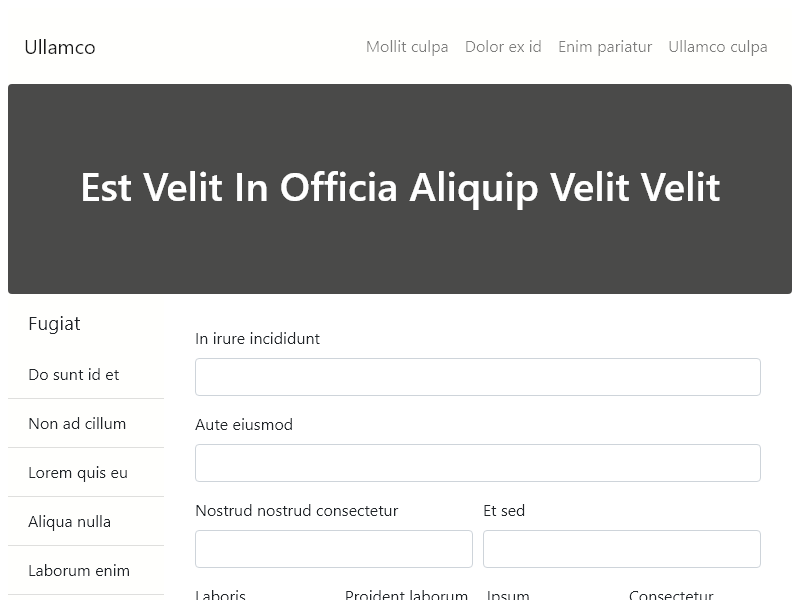 Ullamco
Mollit culpa
Dolor ex id
Enim pariatur
Ullamco culpa
Est Velit In Officia Aliquip Velit Velit
Fugiat
Do sunt id et
Non ad cillum
Lorem quis eu
Aliqua nulla
Laborum enim
In irure incididunt
Aute eiusmod
Nostrud nostrud consectetur
Et sed
Laboris
Proident laborum
Ipsum
Consectetur